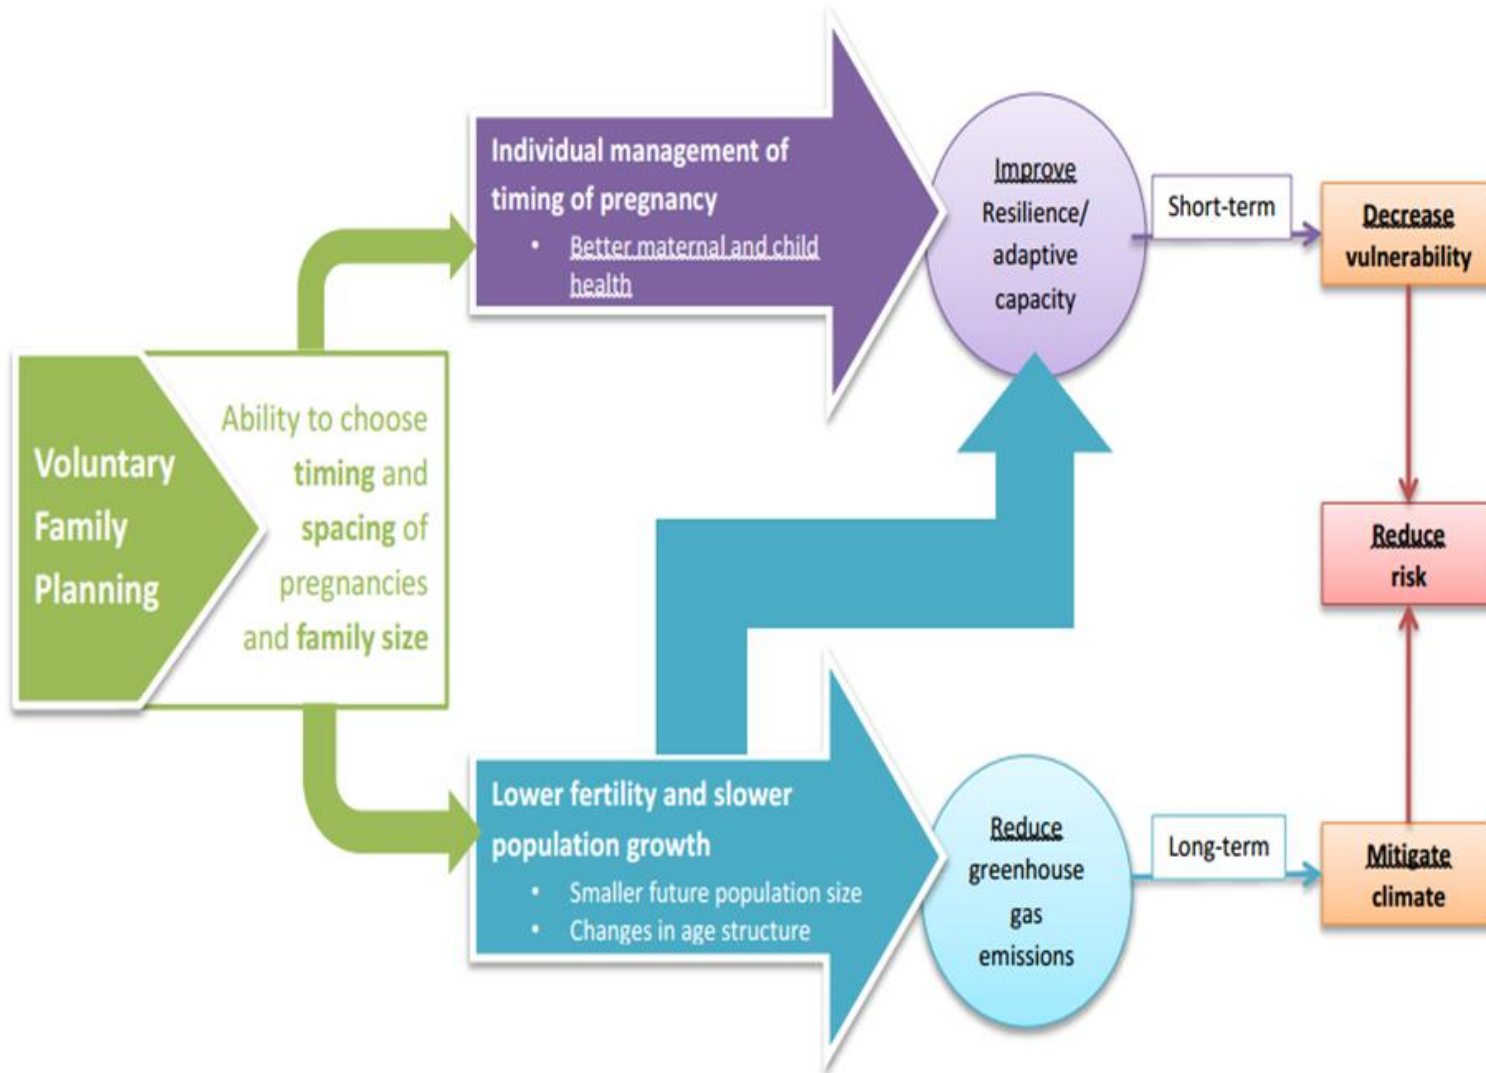 Voluntary
Family
Planning
Ability to choose
timing and
spacing of
pregnancies
and family size
Individual management of
timing of pregnancy
• Better maternal and child
health
Improve
Resilience/
adaptive
capacity
Short-term
Decrease
vulnerability
Reduce
risk
Lower fertility and slower
population growth
• Smaller future population size
• Changes in age structure
Reduce
greenhouse
gas
emissions
Long-term
Mitigate
climate